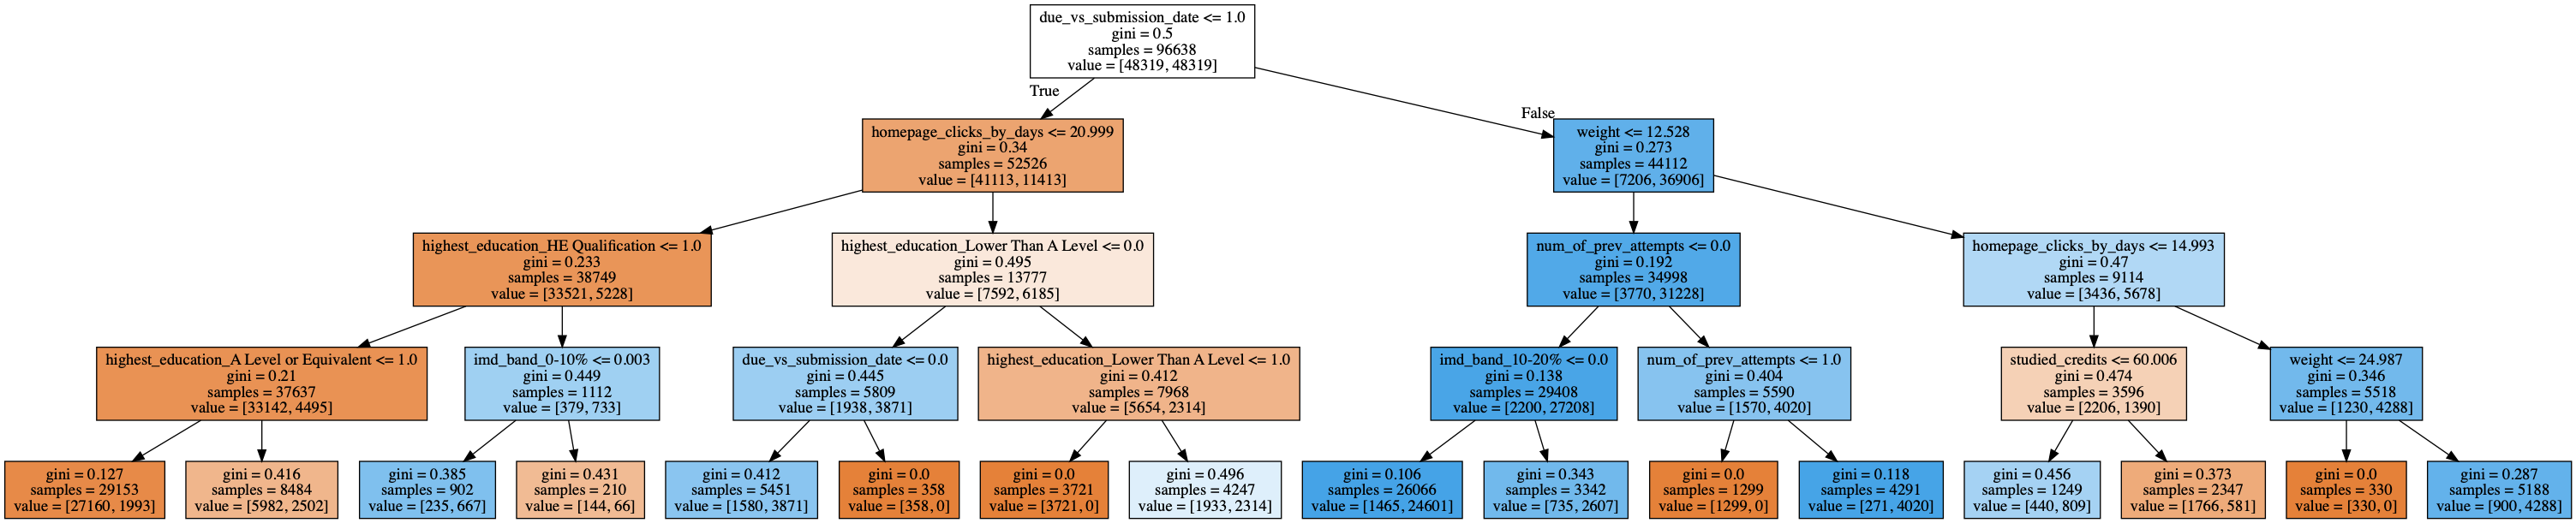 due_vs_submission_date <= 1.0
gini = 0.5
samples = 96638
value = [48319, 48319]
True
False
homepage_clicks_by_days <= 20.999
gini = 0.34
samples = 52526
value = [41113, 11413]
weight <= 12.528
gini = 0.273
samples = 44112
value = [7206, 36906]
highest_education_HE Qualification <= 1.0
gini = 0.233
samples = 38749
value = [33521, 5228]
highest_education_Lower Than A Level <= 0.0
gini = 0.495
samples = 13777
value = [7592, 6185]
num_of_prev_attempts <= 0.0
gini = 0.192
samples = 34998
value = [3770, 31228]
homepage_clicks_by_days <= 14.993
gini = 0.47
samples = 9114
value = [3436, 5678]
highest_education_A Level or Equivalent <= 1.0
gini = 0.21
samples = 37637
value = [33142, 4495]
imd_band_0-10% <= 0.003
gini = 0.449
samples = 1112
value = [379, 733]
due_vs_submission_date <= 0.0
gini = 0.445
samples = 5809
value = [1938, 3871]
highest_education_Lower Than A Level <= 1.0
gini = 0.412
samples = 7968
value = [5654, 2314]
imd_band_10-20% <= 0.0
gini = 0.138
samples = 29408
value = [2200, 27208]
num_of_prev_attempts <= 1.0
gini = 0.404
samples = 5590
value = [1570, 4020]
studied_credits <= 60.006
gini = 0.474
samples = 3596
value = [2206, 1390]
weight <= 24.987
gini = 0.346
samples = 5518
value = [1230, 4288]
gini = 0.127
samples = 29153
value = [27160, 1993]
gini = 0.416
samples = 8484
value = [5982, 2502]
gini = 0.385
samples = 902
value = [235, 667]
gini = 0.431
samples = 210
value = [144, 66]
gini = 0.412
samples = 5451
value = [1580, 3871]
gini = 0.0
samples = 358
value = [358, 0]
gini = 0.0
samples = 3721
value = [3721, 0]
gini = 0.496
samples = 4247
value = [1933, 2314]
gini = 0.106
samples = 26066
value = [1465, 24601]
gini = 0.343
samples = 3342
value = [735, 2607]
gini = 0.0
samples = 1299
value = [1299, 0]
gini = 0.118
samples = 4291
value = [271, 4020]
gini = 0.456
samples = 1249
value = [440, 809]
gini = 0.373
samples = 2347
value = [1766, 581]
gini = 0.0
samples = 330
value = [330, 0]
gini = 0.287
samples = 5188
value = [900, 4288]